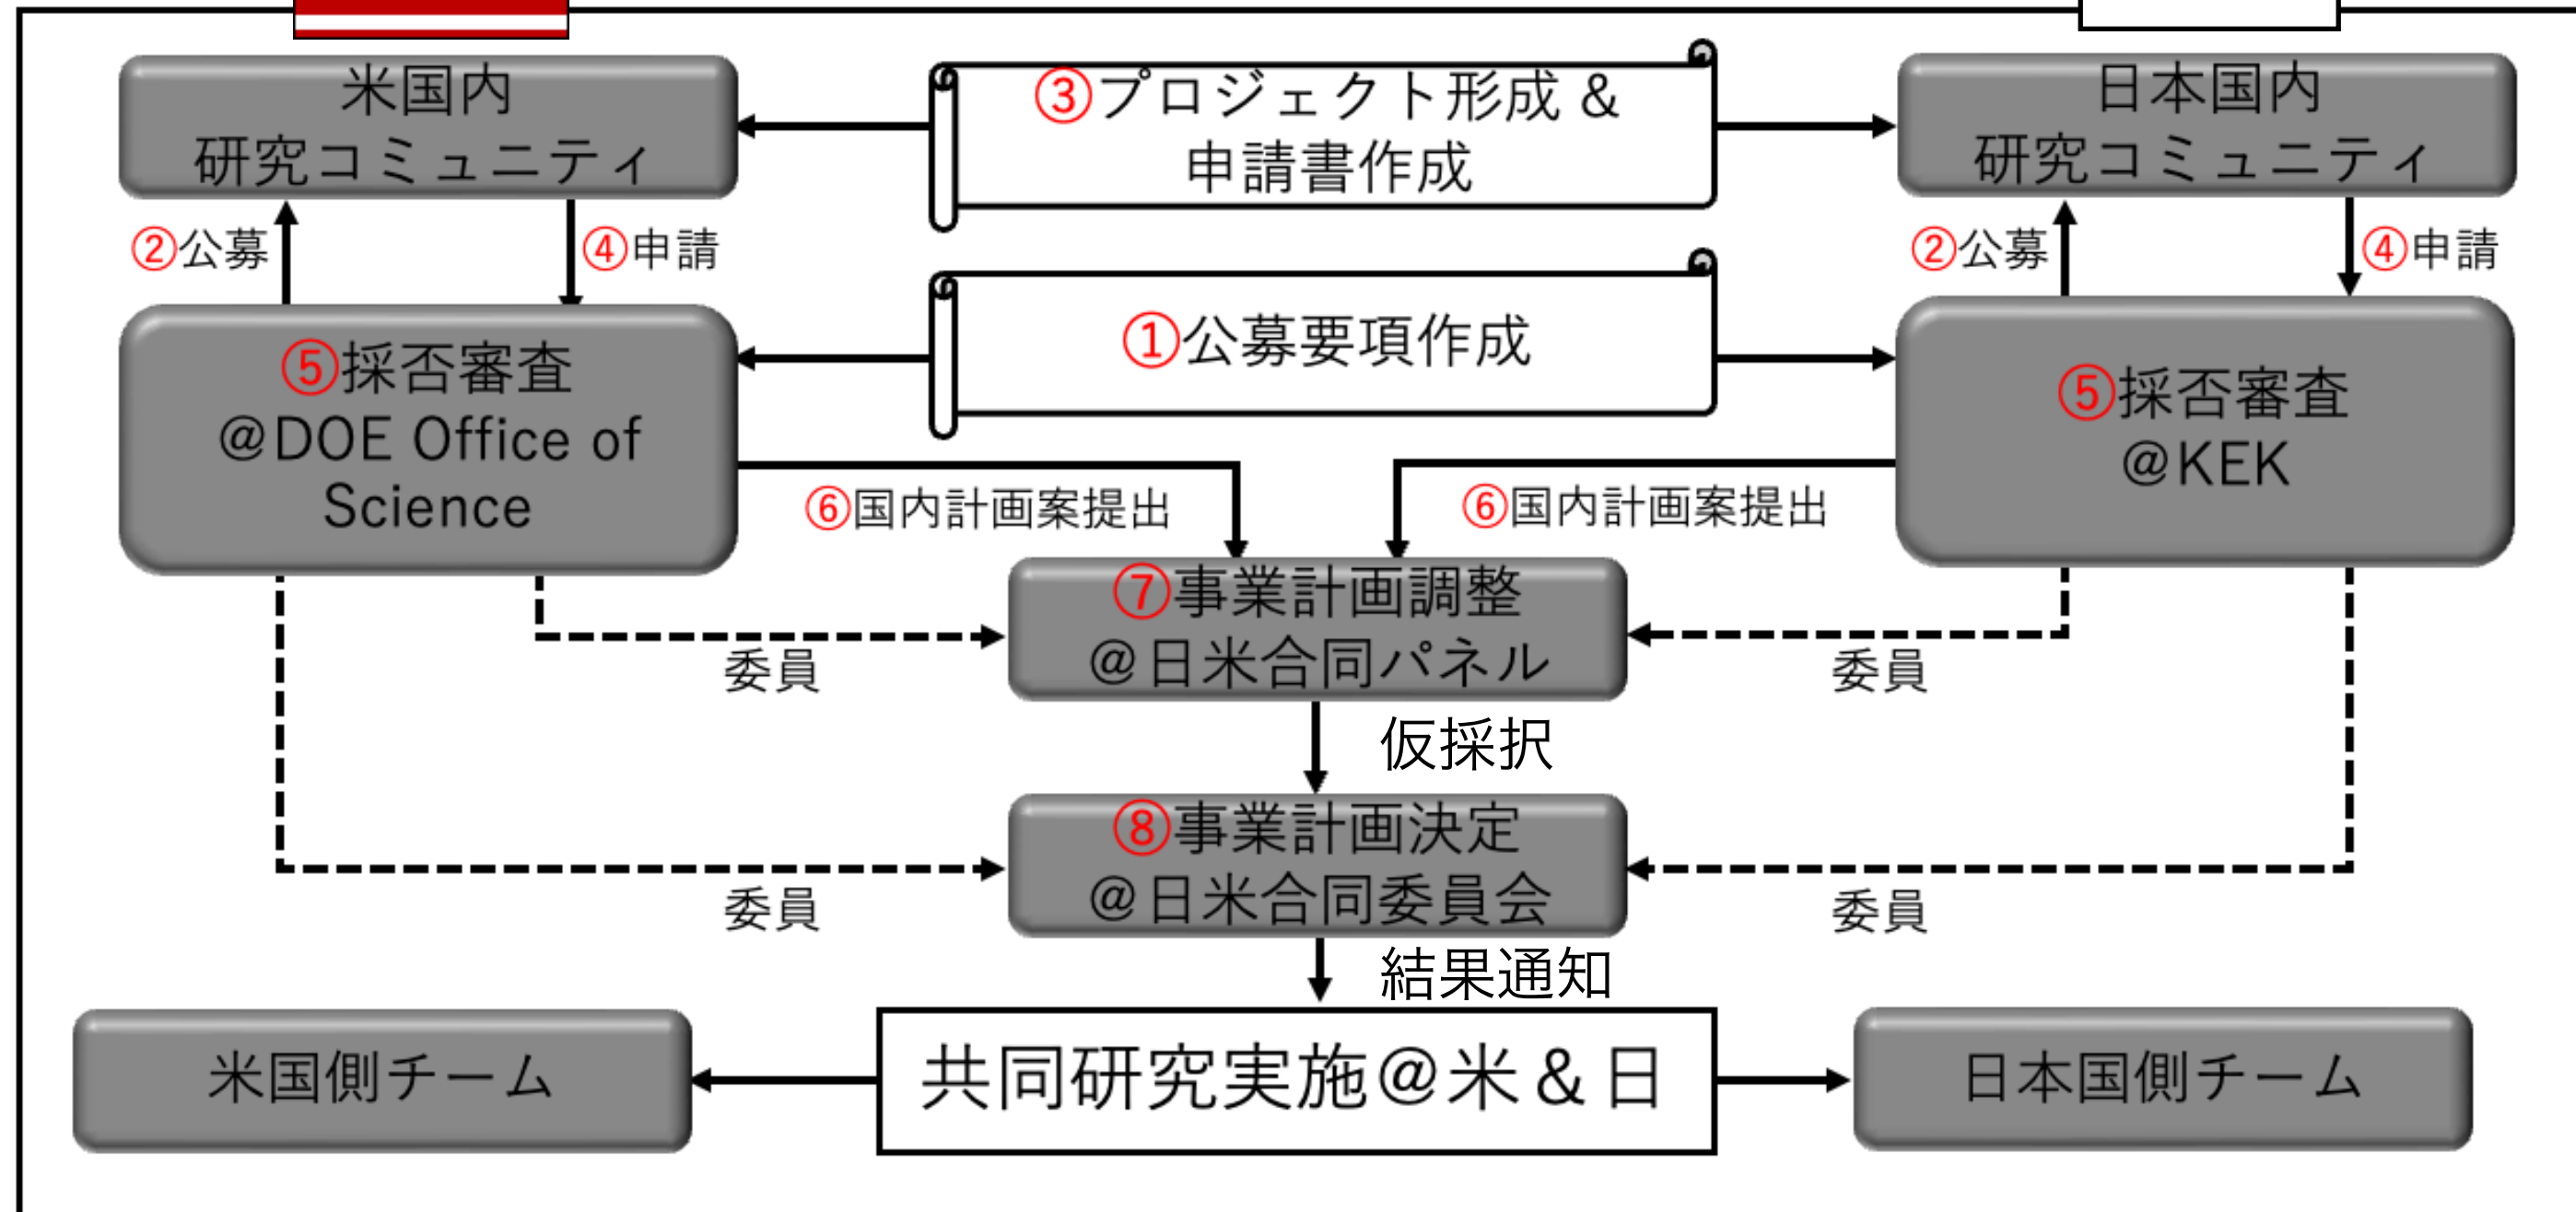 米国内
研究コミュニティ
③プロジェクト形成 &
申請書作成
日本国内
研究コミュニティ
②公募
④申請
②公募
④申請
①公募要項作成
⑤採否審査
@DOE Office of
Science
⑤採否審査
@KEK
⑥国内計画案提出
⑥国内計画案提出
⑦事業計画調整
@日米合同パネル
委員
委員
仮採択
⑧事業計画決定
@日米合同委員会
委員
委員
結果通知
米国側チーム
共同研究実施@米&日
日本国側チーム